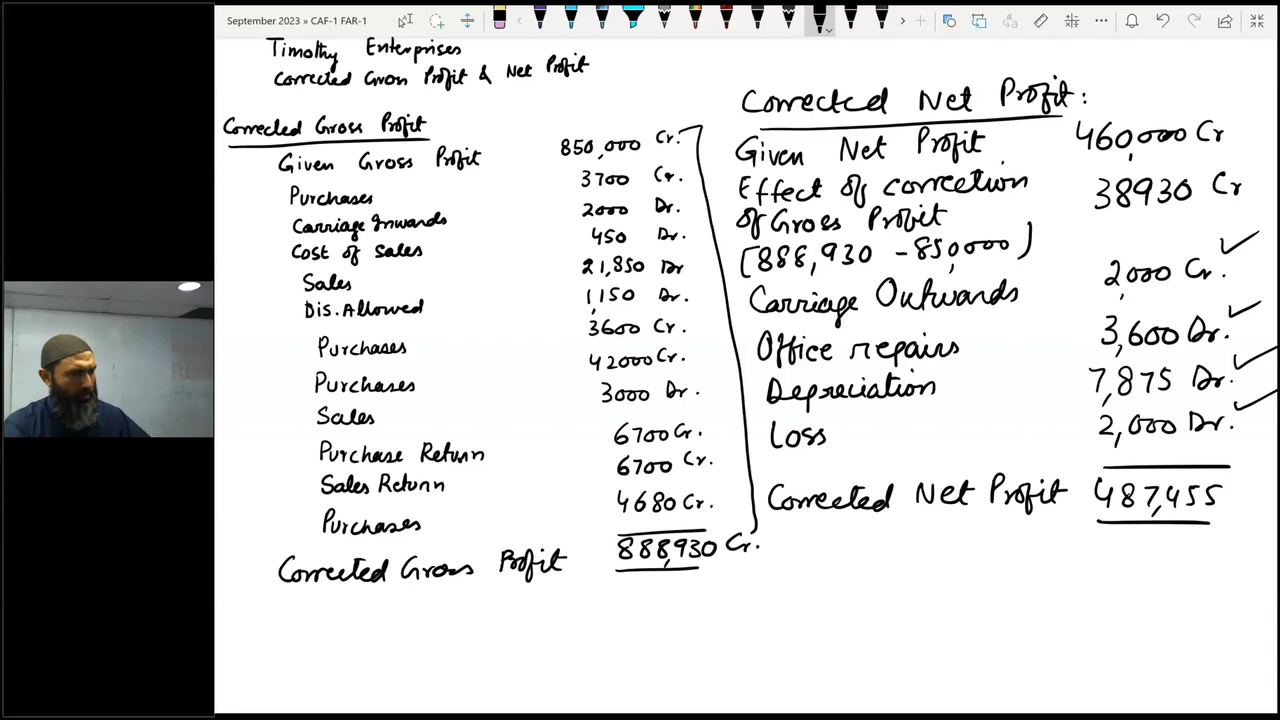 September 2023 » CAF-1 FAR-1
Timothy Enterprises
Corrected Gross Profit & Net Profit
Corrected Gross Profit
Given Gross Profit 850,000 Cr.
Purchases 3700 Cr.
Carriage Inwards 2000 Dr.
Cost of Sales 450 Dr.
Sales 21,850 Dr
Dis. Allowed 1,150 Dr.
Purchases 3600 Cr.
Purchases 42000 Cr.
Sales 3000 Dr.
Purchase Return 6700 Cr.
Sales Return 6700 Cr.
Purchases 4680 Cr.
Corrected Gross Profit 888,930 Cr.
Corrected Net Profit:
Given Net Profit 460,000 Cr
Effect of correction 38930 Cr
of Gross Profit
[888,930 - 850,000)
Carriage Outwards 2,000 Cr.
Office repairs 3,600 Dr.
Depreciation 7,875 Dr.
Loss 2,000 Dr.
Corrected Net Profit 487,455